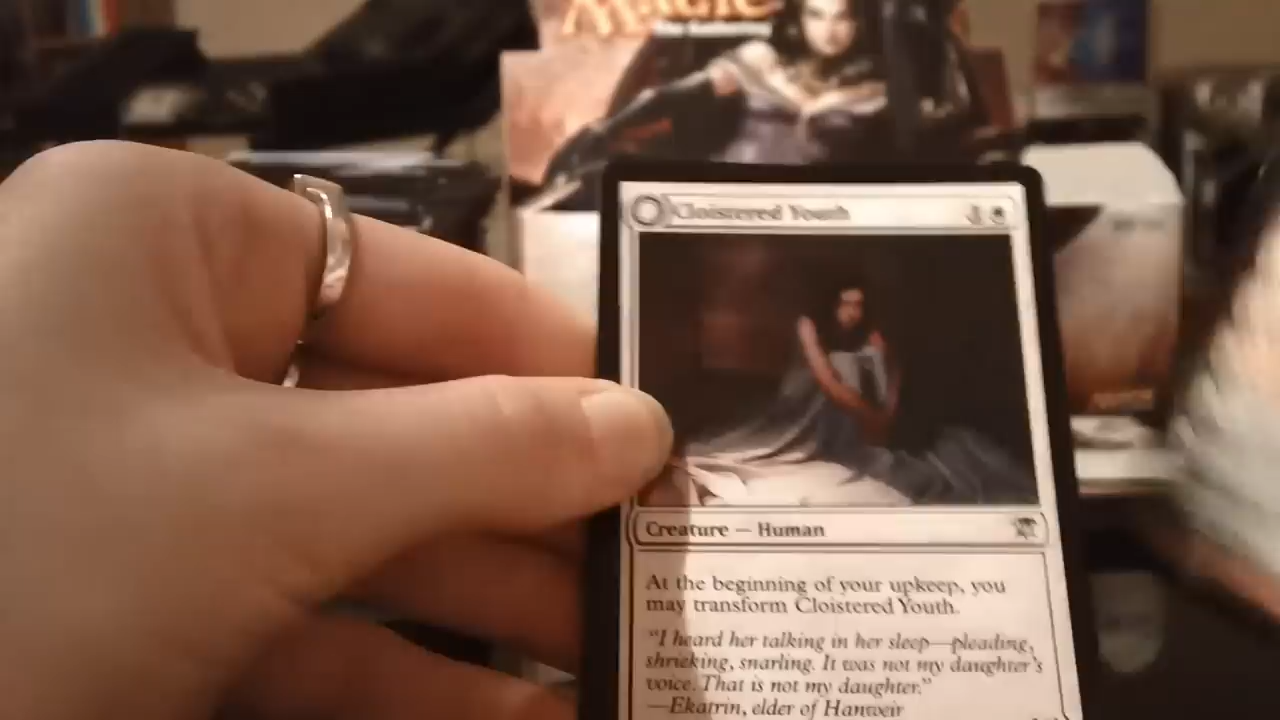 MAGIC
Cloistered Youth
1
Creature — Human
At the beginning of your upkeep, you
may transform Cloistered Youth.
"I heard her talking in her sleep—pleading,
shrieking, snarling. It was not my daughter's
voice. That is not my daughter."
—Ekatrin, elder of Hanweir